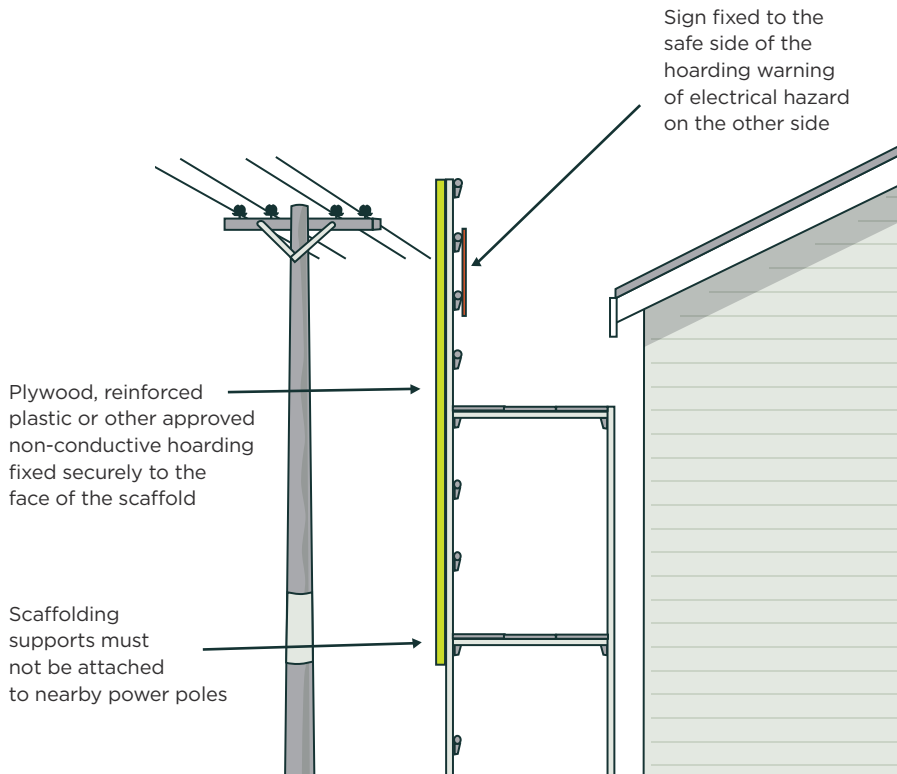 Sign fixed to the
safe side of the
hoarding warning
of electrical hazard
on the other side
Plywood, reinforced
plastic or other approved
non-conductive hoarding
fixed securely to the
face of the scaffold
Scaffolding
supports must
not be attached
to nearby power poles